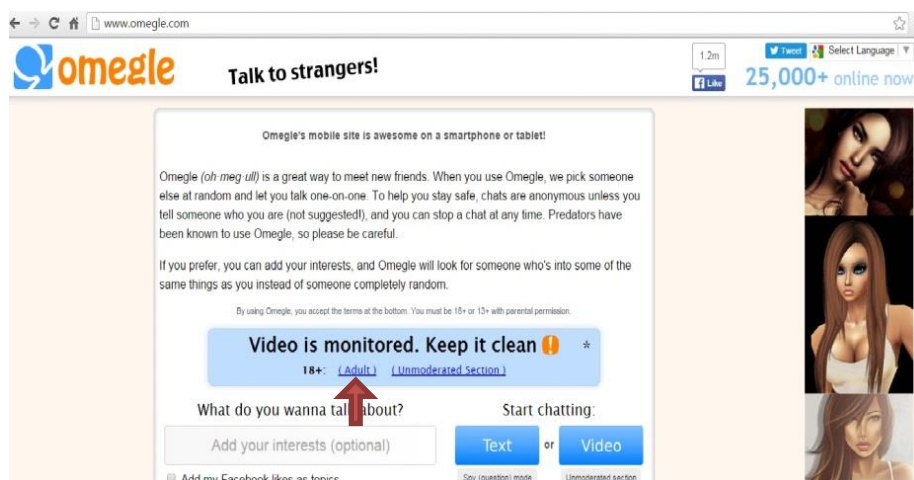 www.omegle.com
omegle
Talk to strangers!
1.2m
Like
Tweet
Select Language
25,000+ online now
Omegle's mobile site is awesome on a smartphone or tablet!
Omegle (oh·meg·ull) is a great way to meet new friends. When you use Omegle, we pick someone
else at random and let you talk one-on-one. To help you stay safe, chats are anonymous unless you
tell someone who you are (not suggested!), and you can stop a chat at any time. Predators have
been known to use Omegle, so please be careful.
If you prefer, you can add your interests, and Omegle will look for someone who's into some of the
same things as you instead of someone completely random.
By using Omegle, you accept the terms at the bottom. You must be 18+ or 13+ with parental permission.
Video is monitored. Keep it clean ! *
18+: (Adult) (Unmoderated Section)
What do you wanna talk about?
Start chatting:
Add your interests (optional)
Text or Video
Add my Facebook likes as topics
Spy (question) mode
Unmoderated section